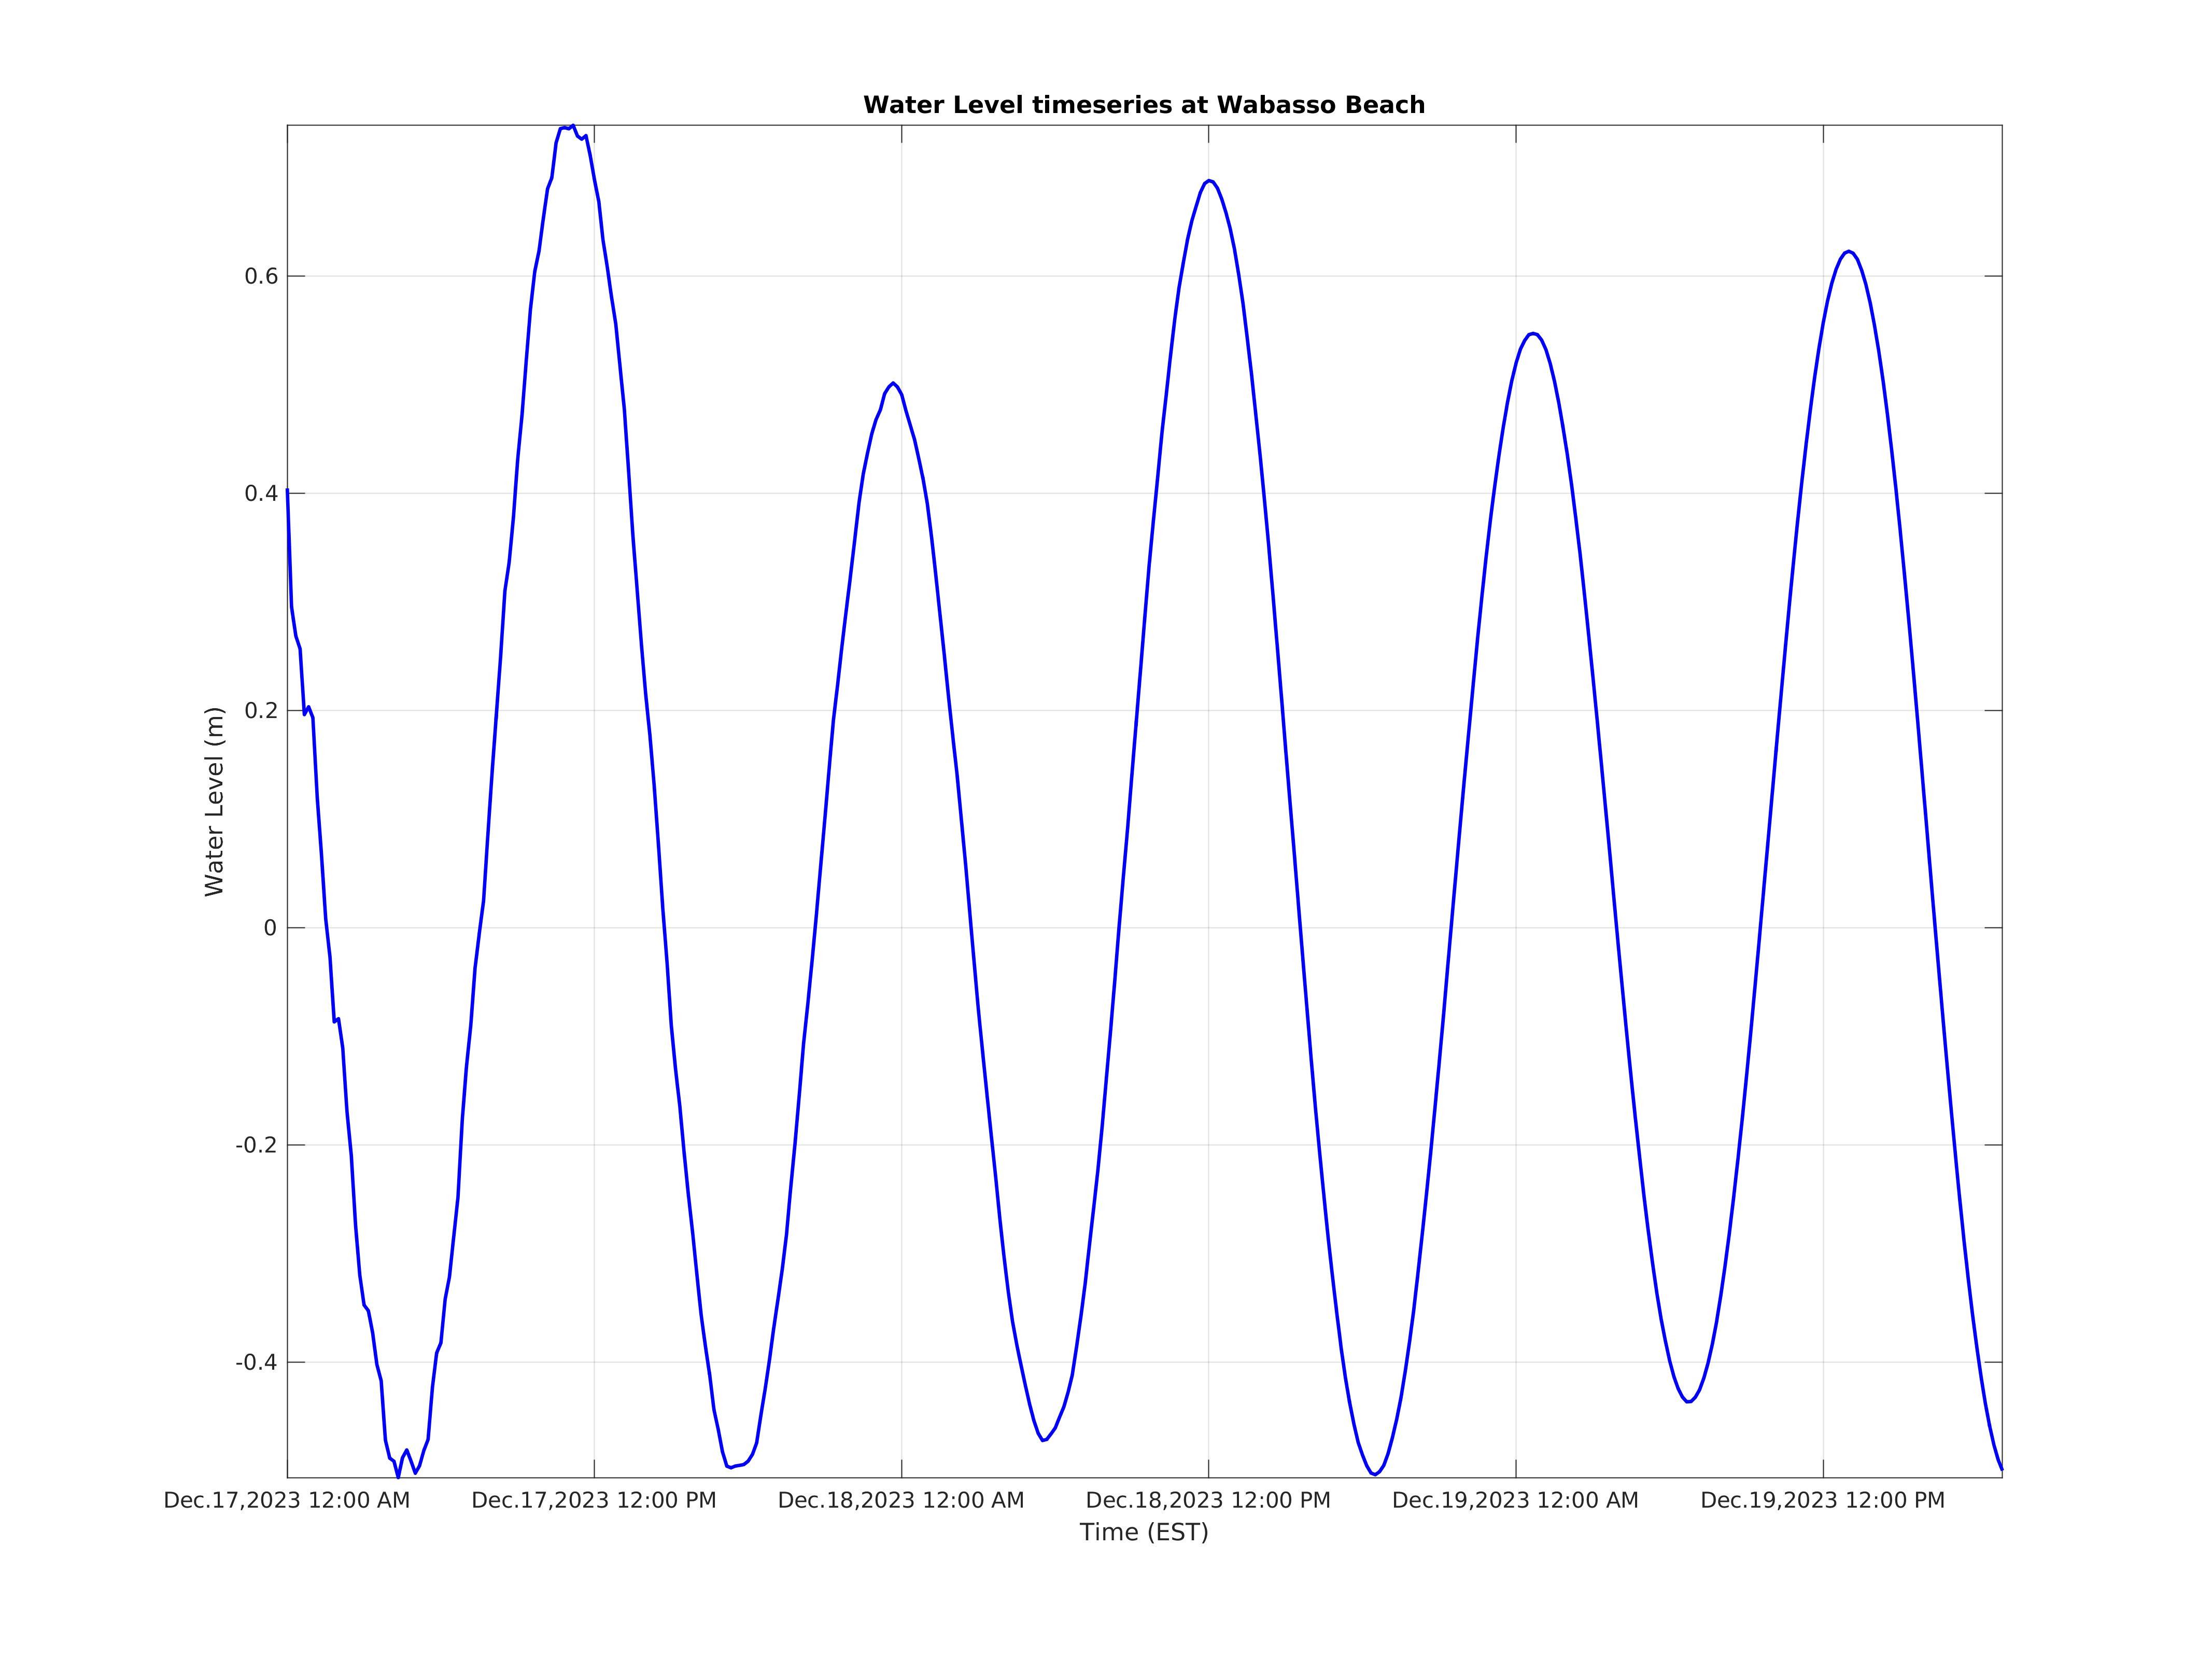 Water Level timeseries at Wabasso Beach
0.6
0.4
0.2
0
-0.2
-0.4
Water Level (m)
Dec.17,2023 12:00 AM Dec.17,2023 12:00 PM Dec.18,2023 12:00 AM Dec.18,2023 12:00 PM Dec.19,2023 12:00 AM Dec.19,2023 12:00 PM
Time (EST)